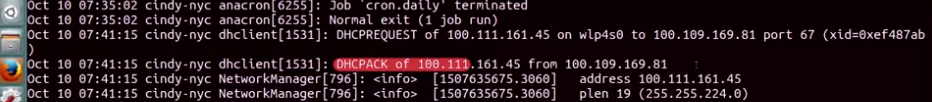 Oct 10 07:35:02 cindy-nyc anacron[6255]: Job `cron.daily' terminated
Oct 10 07:35:02 cindy-nyc anacron[6255]: Normal exit (1 job run)
Oct 10 07:41:15 cindy-nyc dhclient[1531]: DHCPREQUEST of 100.111.161.45 on wlp4s0 to 100.109.169.81 port 67 (xid=0xef487ab
)
Oct 10 07:41:15 cindy-nyc dhclient[1531]: DHCPACK of 100.111.161.45 from 100.109.169.81
Oct 10 07:41:15 cindy-nyc NetworkManager[796]: <info>  [1507635675.3060]   address 100.111.161.45
Oct 10 07:41:15 cindy-nyc NetworkManager[796]: <info>  [1507635675.3060]   plen 19 (255.255.224.0)